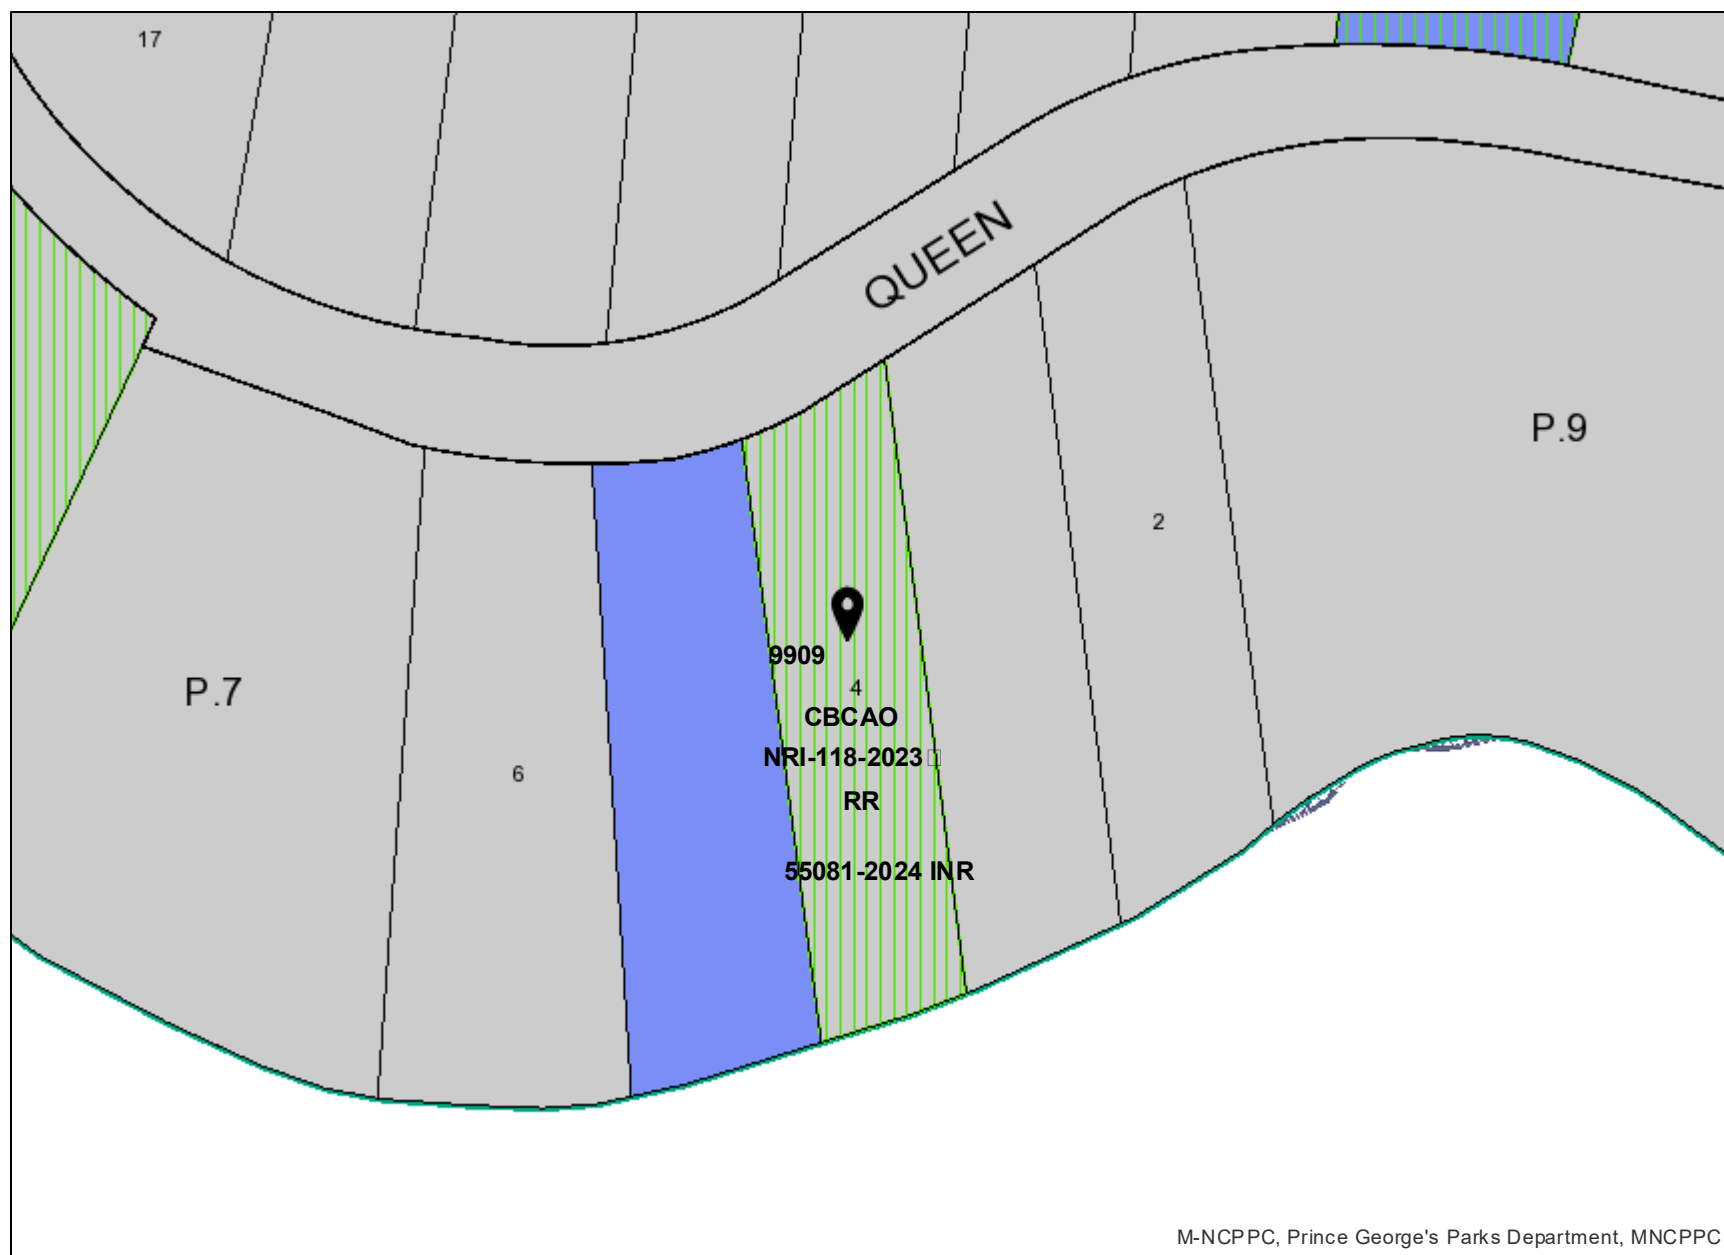 17
QUEEN
P.9
2
9909
4
P.7
CBCAO
NRI-118-2023
6
RR
55081-2024 INR
M-NCPPC, Prince George's Parks Department, MNCPPC